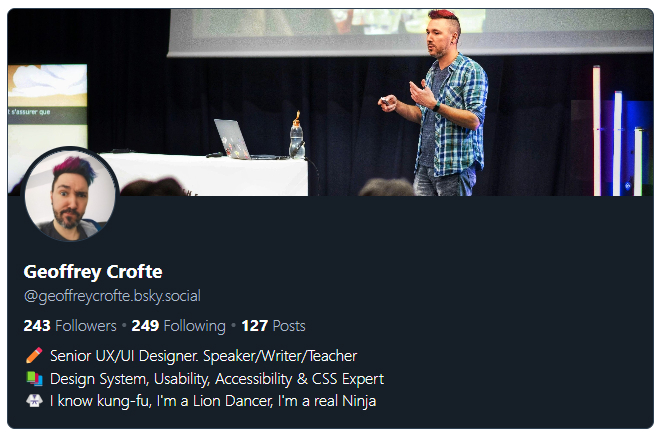 t s'assurer que
Geoffrey Crofte
@geoffreycrofte.bsky.social
243 Followers • 249 Following • 127 Posts
Senior UX/UI Designer. Speaker/Writer/Teacher
Design System, Usability, Accessibility & CSS Expert
I know kung-fu, I'm a Lion Dancer, I'm a real Ninja